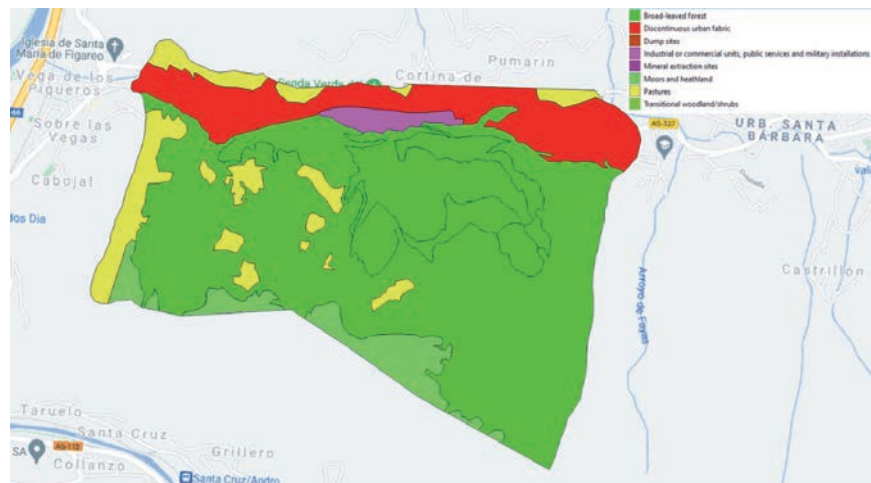 Broad-leaved forest
Discontinuous urban fabric
Dump sites
Industrial or commercial units, public services and military installations
Mineral extraction sites
Moors and heathland
Pastures
Transitional woodland/shrubs
Iglesia de Santa
María de Figaredo
Vega de los
Piqueros
Senda Verde del
Cortina de
Pumarín
Sobre las
Vegas
Cabojal
dos Dia
AS-337
URB. SANTA
BÁRBARA
Castrillón
Arroyo de Fayas
Taruelo
Santa Cruz
AS-112
SA
Collanzo
Grillero
Santa Cruz/Andro